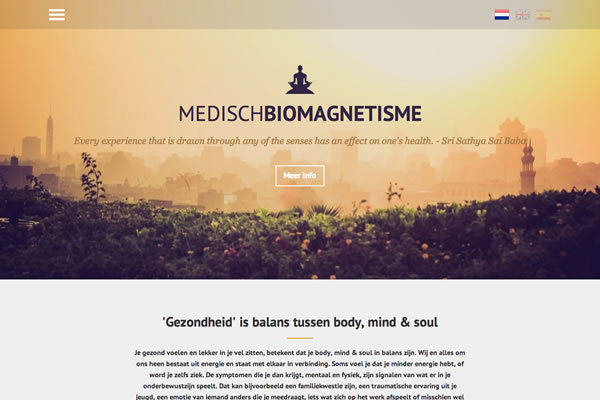 MEDISCHBIOMAGNETISME
Every experience that is drawn through any of the senses has an effect on one's health. - Sri Sathya Sai Baba
Meer info
'Gezondheid' is balans tussen body, mind & soul
Je gezond voelen en lekker in je vel zitten, betekent dat je body, mind & soul in balans zijn. Wij en alles om
ons heen bestaat uit energie en staat met elkaar in verbinding. Soms voel je dat je minder energie hebt, of
word je zelfs ziek. De symptomen die je dan krijgt, mentaal en fysiek, zijn signalen van wat er in je
onderbewustzijn speelt. Dat kan bijvoorbeeld een familiekwestie zijn, een traumatische ervaring uit je
jeugd, een emotie van iemand anders die je meedraagt, iets wat zich op het werk afspeelt of misschien wel